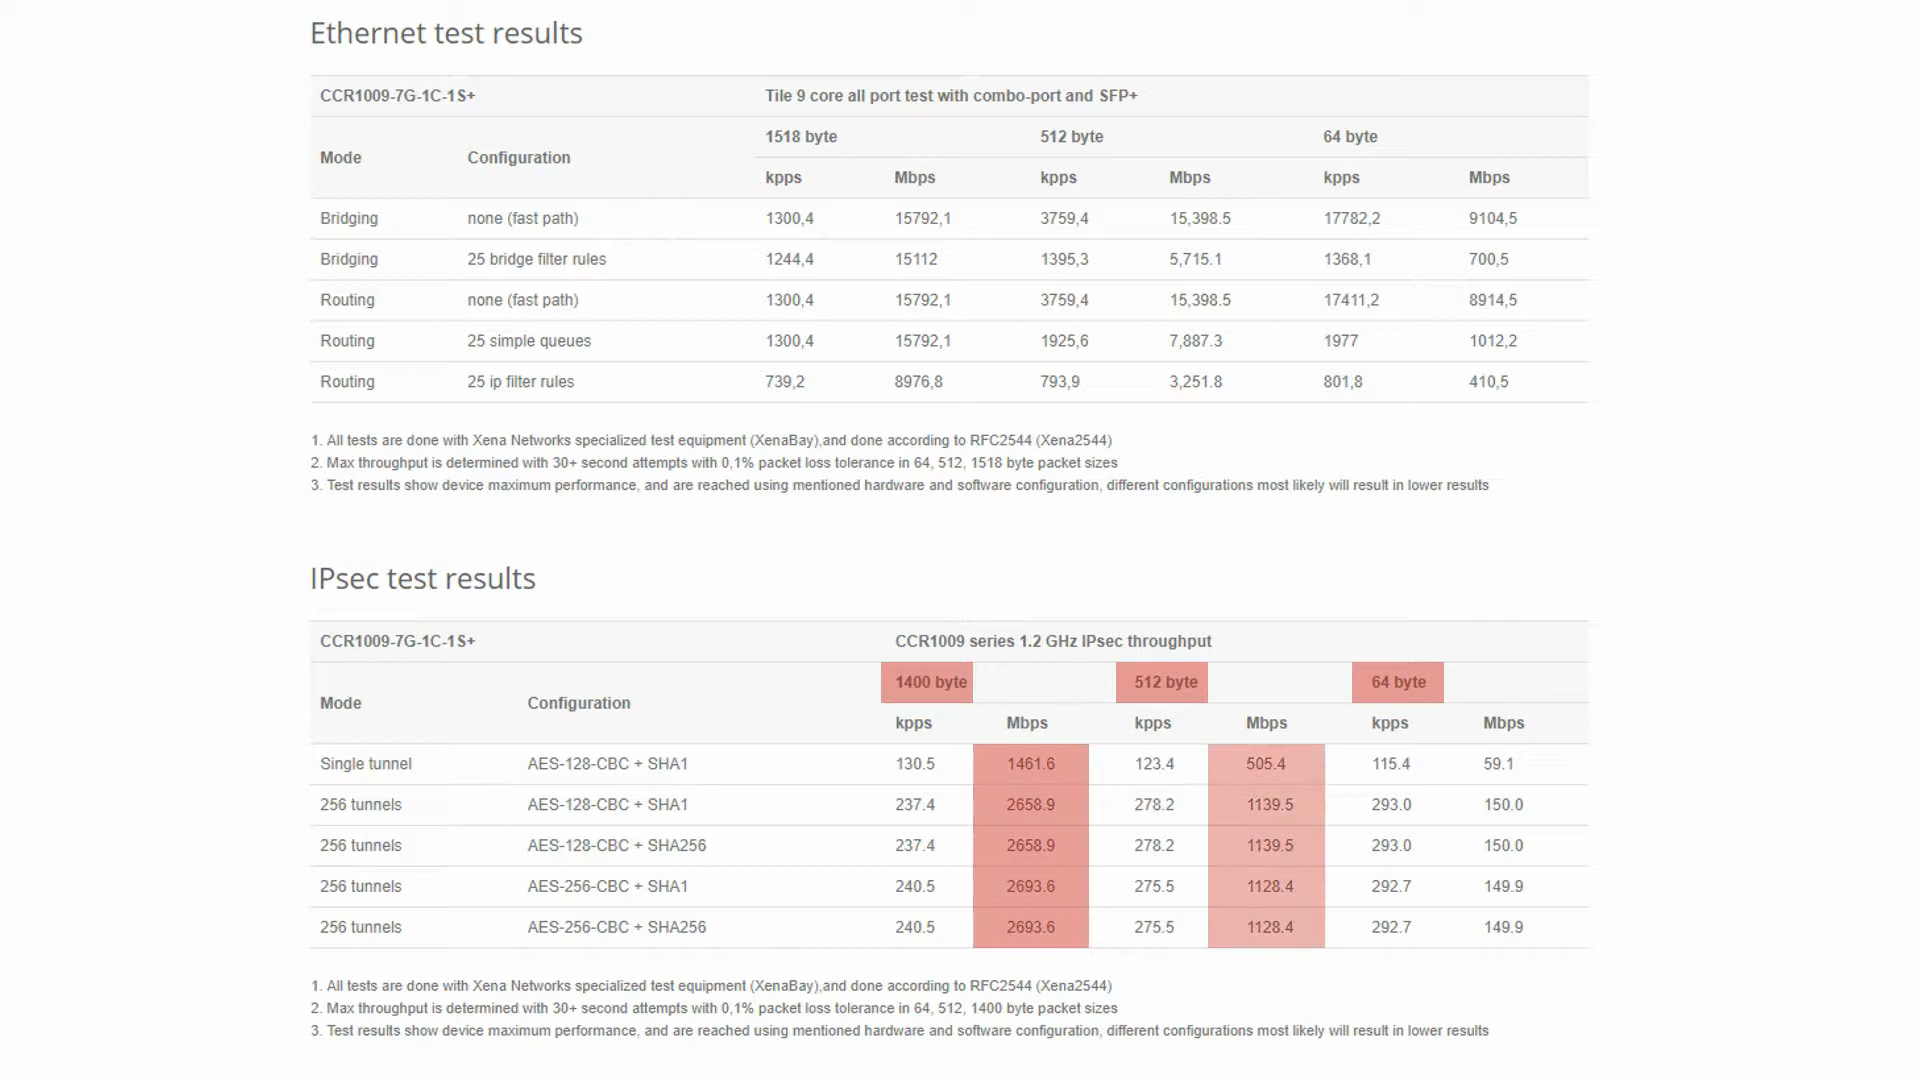 Ethernet test results
CCR1009-7G-1C-1S+ Tile 9 core all port test with combo-port and SFP+
Mode Configuration 1518 byte 512 byte 64 byte
kpps Mbps kpps Mbps kpps Mbps
Bridging none (fast path) 1300,4 15792,1 3759,4 15,398.5 17782,2 9104,5
Bridging 25 bridge filter rules 1244,4 15112 1395,3 5,715.1 1368,1 700,5
Routing none (fast path) 1300,4 15792,1 3759,4 15,398.5 17411,2 8914,5
Routing 25 simple queues 1300,4 15792,1 1925,6 7,887.3 1977 1012,2
Routing 25 ip filter rules 739,2 8976,8 793,9 3,251.8 801,8 410,5
1. All tests are done with Xena Networks specialized test equipment (XenaBay),and done according to RFC2544 (Xena2544)
2. Max throughput is determined with 30+ second attempts with 0,1% packet loss tolerance in 64, 512, 1518 byte packet sizes
3. Test results show device maximum performance, and are reached using mentioned hardware and software configuration, different configurations most likely will result in lower results
IPsec test results
CCR1009-7G-1C-1S+ CCR1009 series 1.2 GHz IPsec throughput
Mode Configuration 1400 byte 512 byte 64 byte
kpps Mbps kpps Mbps kpps Mbps
Single tunnel AES-128-CBC + SHA1 130.5 1461.6 123.4 505.4 115.4 59.1
256 tunnels AES-128-CBC + SHA1 237.4 2658.9 278.2 1139.5 293.0 150.0
256 tunnels AES-128-CBC + SHA256 237.4 2658.9 278.2 1139.5 293.0 150.0
256 tunnels AES-256-CBC + SHA1 240.5 2693.6 275.5 1128.4 292.7 149.9
256 tunnels AES-256-CBC + SHA256 240.5 2693.6 275.5 1128.4 292.7 149.9
1. All tests are done with Xena Networks specialized test equipment (XenaBay),and done according to RFC2544 (Xena2544)
2. Max throughput is determined with 30+ second attempts with 0,1% packet loss tolerance in 64, 512, 1400 byte packet sizes
3. Test results show device maximum performance, and are reached using mentioned hardware and software configuration, different configurations most likely will result in lower results